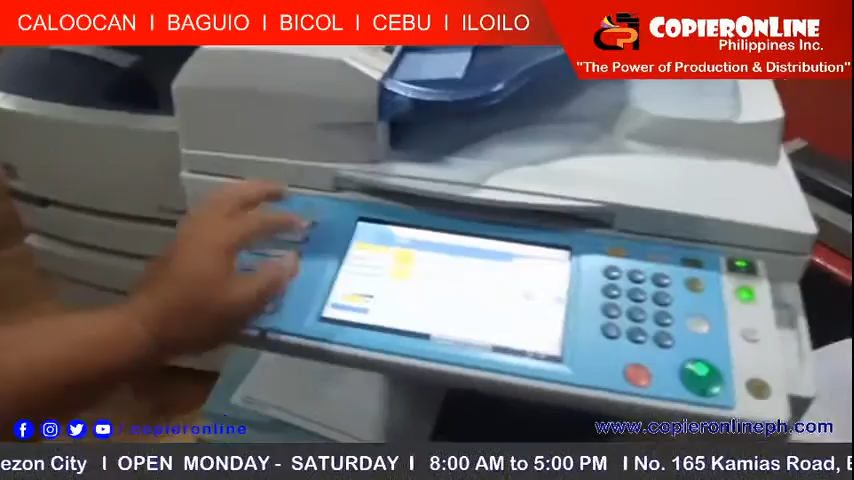 CALOOCAN I BAGUIO I BICOL I CEBU I ILOILO
COPIERONLINE
Philippines Inc.
"The Power of Production & Distribution"
/ copieronline
www.copieronlineph.com
ezon City I OPEN MONDAY - SATURDAY I 8:00 AM to 5:00 PM I No. 165 Kamias Road, E